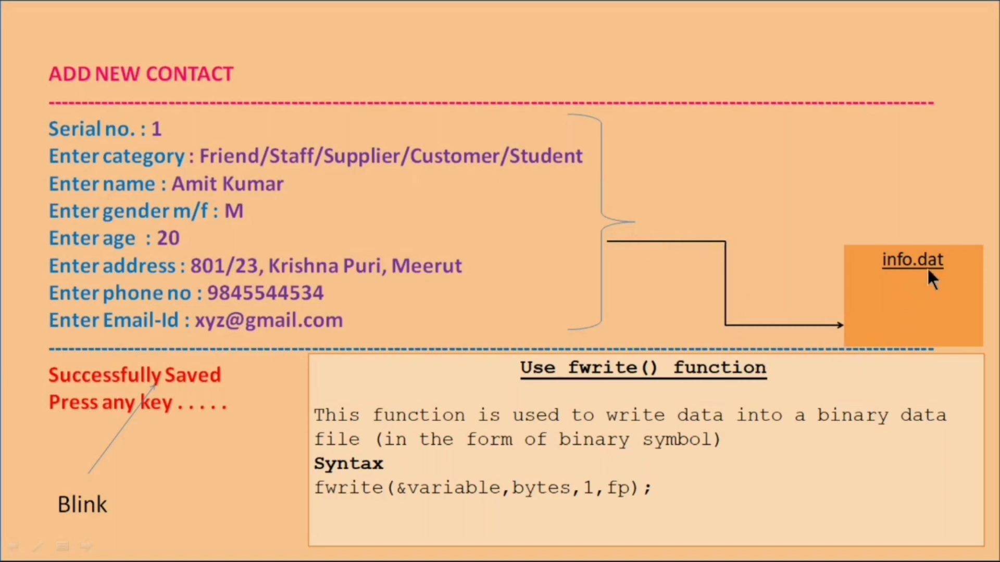 ADD NEW CONTACT
Serial no. : 1
Enter category : Friend/Staff/Supplier/Customer/Student
Enter name : Amit Kumar
Enter gender m/f : M
Enter age : 20
Enter address : 801/23, Krishna Puri, Meerut
Enter phone no : 9845544534
Enter Email-Id : xyz@gmail.com
info.dat
Successfully Saved
Press any key . . . . .
Blink
Use fwrite() function
This function is used to write data into a binary data
file (in the form of binary symbol)
Syntax
fwrite(&variable,bytes,1,fp);